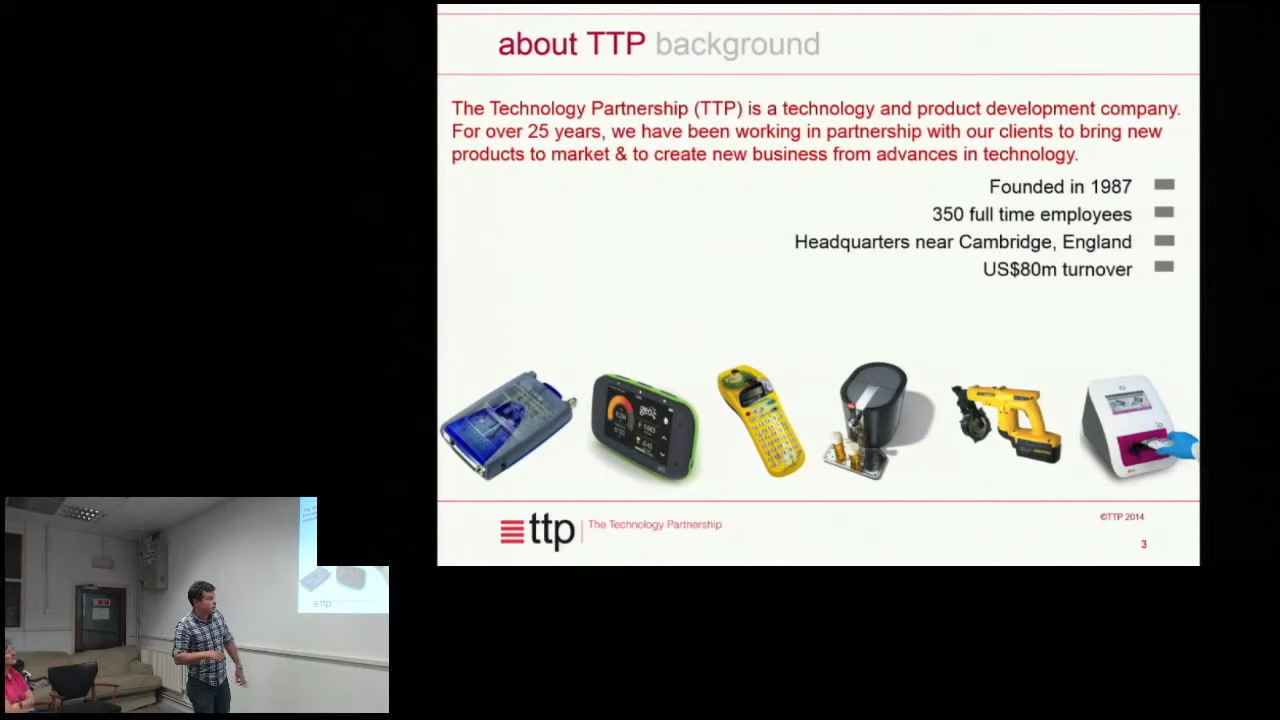 about TTP background
The Technology Partnership (TTP) is a technology and product development company.
For over 25 years, we have been working in partnership with our clients to bring new
products to market & to create new business from advances in technology.
Founded in 1987
350 full time employees
Headquarters near Cambridge, England
US$80m turnover
geo
ttp
The Technology Partnership
©TTP 2014
3
ttp